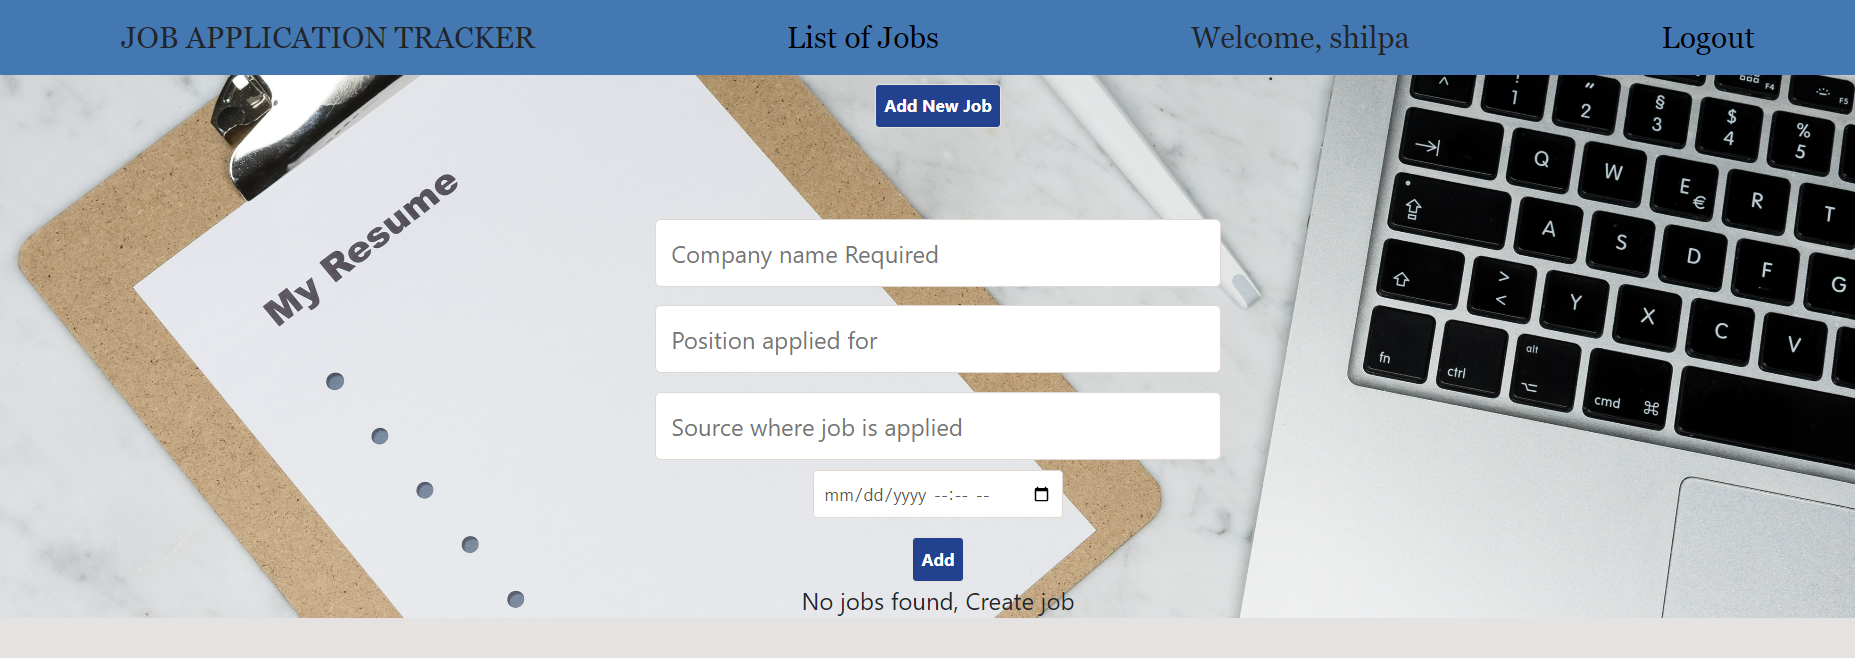 JOB APPLICATION TRACKER List of Jobs Welcome, shilpa Logout
Add New Job
My Resume
Company name Required
Position applied for
Source where job is applied
mm/dd/yyyy --:-- --
Add
No jobs found, Create job
^ ! 1 “ 2 § 3 $ 4 % 5 F4 F5
Q W E € R T
A S D F G
> < Y X C V
fn ctrl alt cmd ⌘